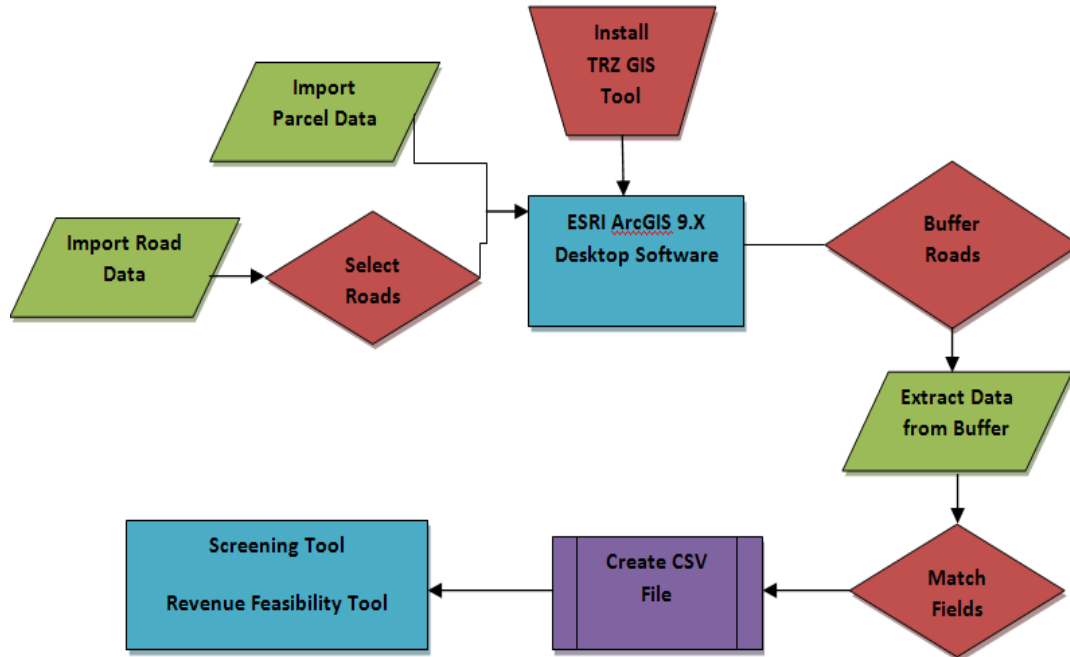 Install
TRZ GIS
Tool
Import
Parcel Data
Import Road
Data
Select
Roads
ESRI ArcGIS 9.X
Desktop Software
Buffer
Roads
Extract Data
from Buffer
Match
Fields
Create CSV
File
Screening Tool
Revenue Feasibility Tool